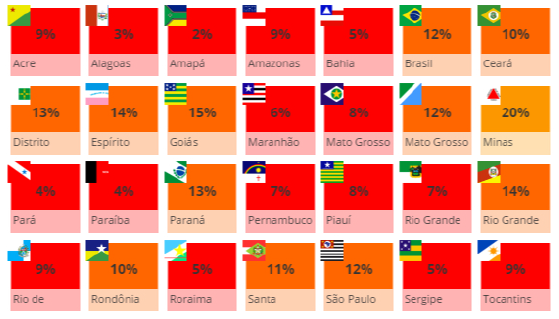 9% 3% 2% 9% 5% 12% 10%
Acre Alagoas Amapá Amazonas Bahia Brasil Ceará
13% 14% 15% 6% 8% 12% 20%
Distrito Espírito Goiás Maranhão Mato Grosso Mato Grosso Minas
4% 4% 13% 7% 8% 7% 14%
Pará Paraíba Paraná Pernambuco Piauí Rio Grande Rio Grande
9% 10% 5% 11% 12% 5% 9%
Rio de Rondônia Roraima Santa São Paulo Sergipe Tocantins